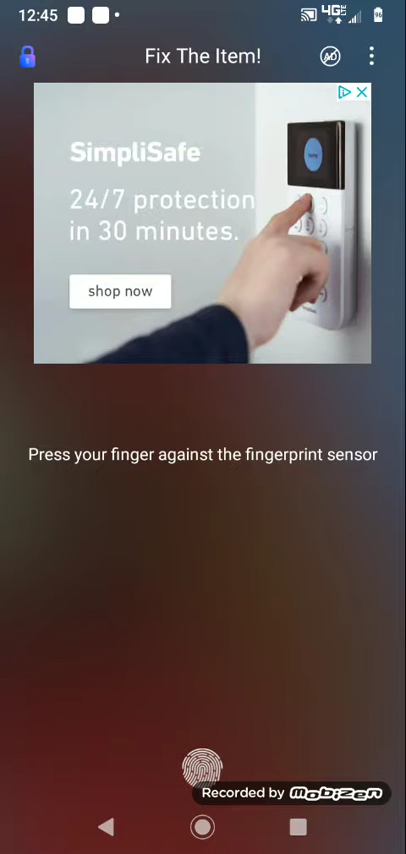 12:45
4G
96
Fix The Item!
AD
SimpliSafe
24/7 protection
in 30 minutes.
shop now
Press your finger against the fingerprint sensor
Recorded by mobizen